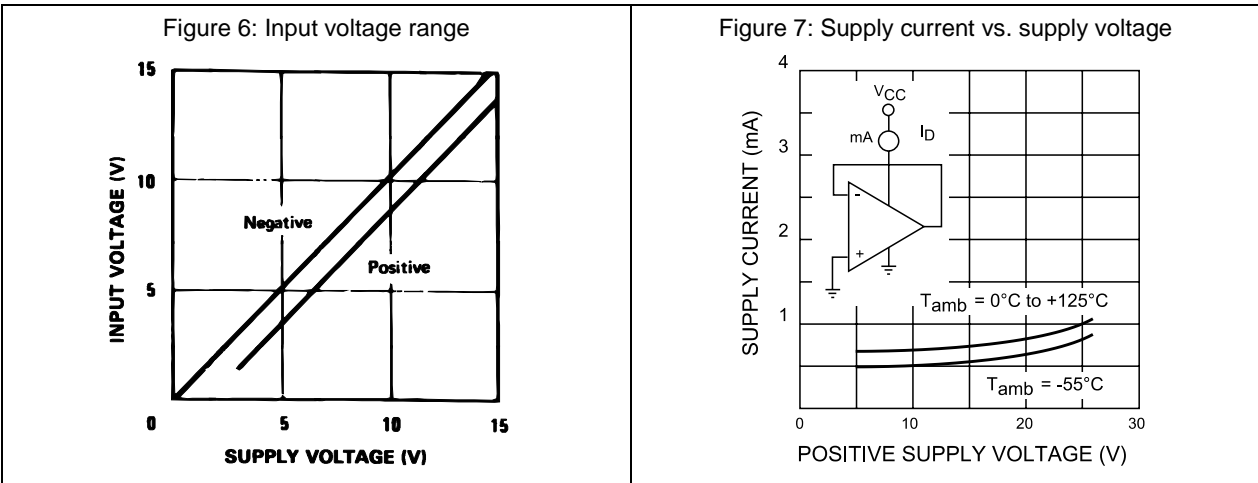 Figure 6: Input voltage range
15
10
5
0
5
10
15
INPUT VOLTAGE (V)
Negative
Positive
SUPPLY VOLTAGE (V)
Figure 7: Supply current vs. supply voltage
4
3
2
1
0
10
20
30
SUPPLY CURRENT (mA)
VCC
mA
ID
-
+
Tamb = 0°C to +125°C
Tamb = -55°C
POSITIVE SUPPLY VOLTAGE (V)